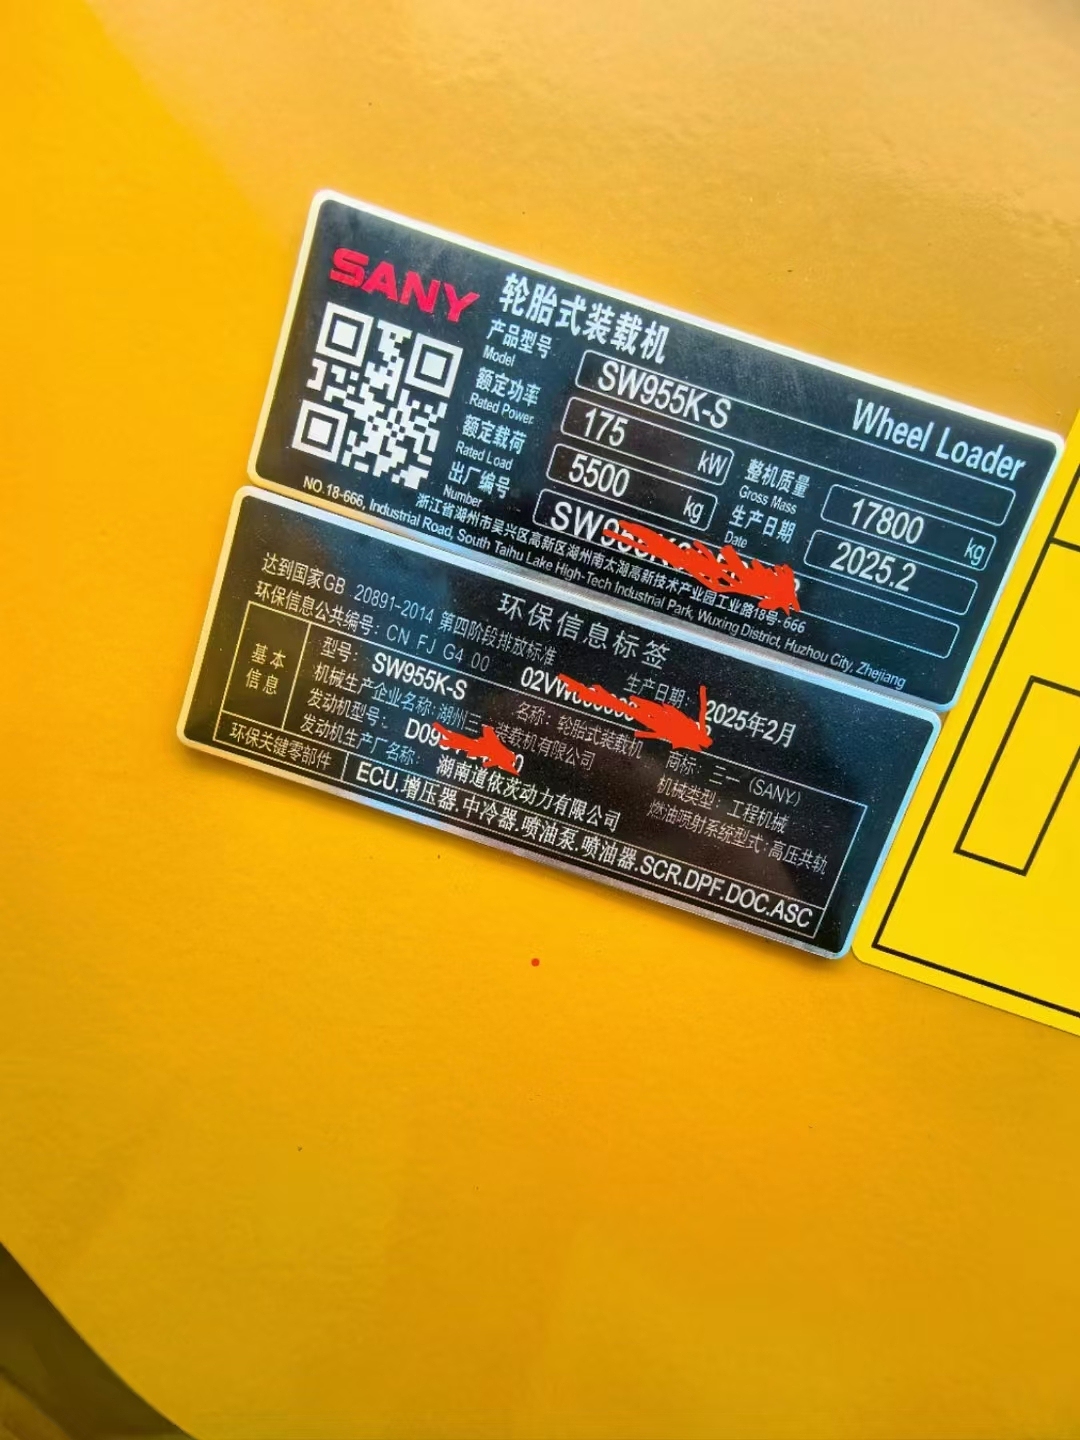 SANY
轮胎式装载机
Wheel Loader
产品型号 SW955K-S
Model
额定功率 175 kW
Rated Power
整机质量 17800 kg
Gross Mass
额定载荷 5500 kg
Rated Load
生产日期 2025.2
Date
出厂编号
Number
浙江省湖州市吴兴区高新区湖州南太湖高新技术产业园工业路18号-666
NO.18-666, Industrial Road, South Taihu Lake High-Tech Industrial Park, Wuxing District, Huzhou City, Zhejiang
环保信息标签
达到国家GB 20891-2014 第四阶段排放标准
生产日期: 2025年2月
环保信息公共编号: CN FJ G4 00
基本
信息
型号: SW955K-S
名称: 轮胎式装载机
商标: 三一 (SANY)
机械生产企业名称: 湖州三 装载机有限公司
机械类型: 工程机械
发动机型号:
燃油喷射系统型式: 高压共轨
发动机生产厂名称: 湖南道依茨动力有限公司
环保关键零部件
ECU.增压器.中冷器.喷油泵.喷油器.SCR.DPF.DOC.ASC